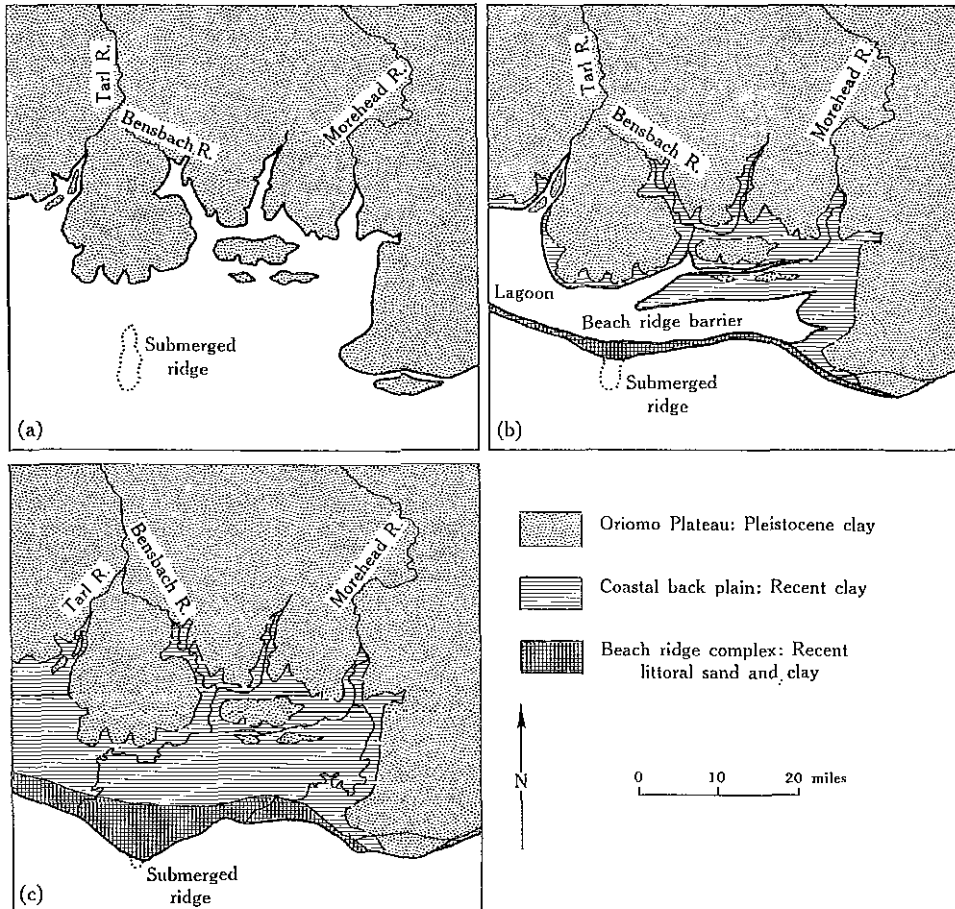 Tarl R.
Bensbach R.
Morehead R.
Submerged
ridge
(a)
Tarl R.
Bensbach R.
Morehead R.
Lagoon
Beach ridge barrier
Submerged
ridge
(b)
Tarl R.
Bensbach R.
Morehead R.
Submerged
ridge
(c)
Oriomo Plateau: Pleistocene clay
Coastal back plain: Recent clay
Beach ridge complex: Recent
littoral sand and clay
N
0 10 20 miles